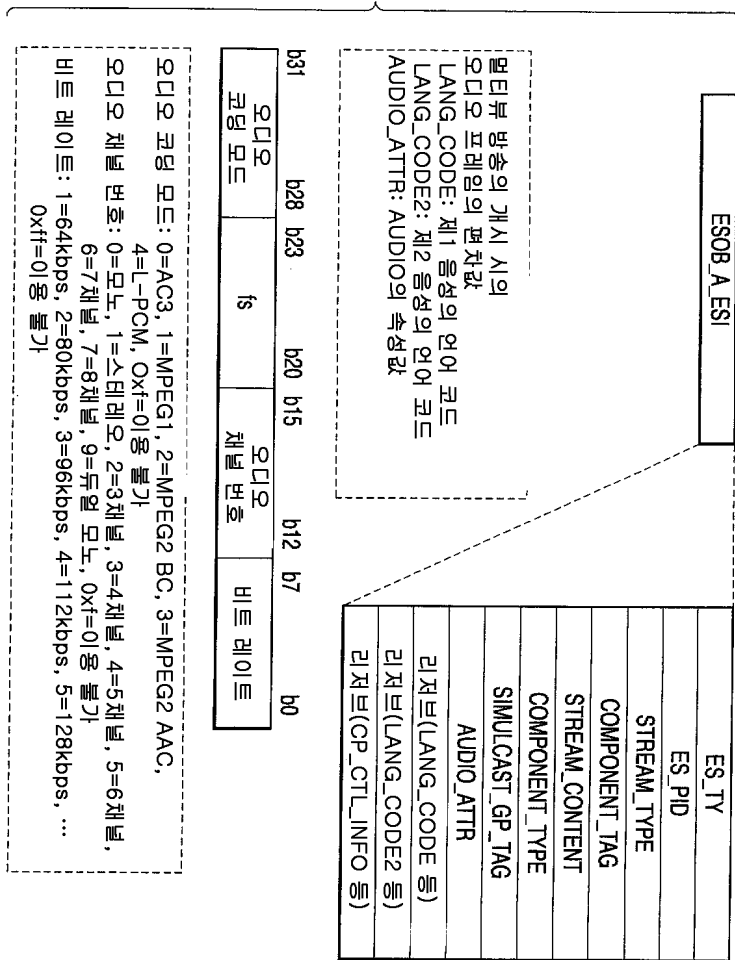 ESOB_A_ESI
ES_TY
ES_PID
STREAM_TYPE
COMPONENT_TAG
STREAM_CONTENT
COMPONENT_TYPE
SIMULCAST_GP_TAG
AUDIO_ATTR
리저브(LANG_CODE 등)
리저브(LANG_CODE2 등)
리저브(CP_CTL_INFO 등)
멀티뷰 방송의 개시 시의
오디오 프레임의 편차값
LANG_CODE: 제1 음성의 언어 코드
LANG_CODE2: 제2 음성의 언어 코드
AUDIO_ATTR: AUDIO의 속성값
b31 b28 b23 b20 b15 b12 b7 b0
오디오
코딩 모드
fs
오디오
채널 번호
비트 레이트
오디오 코딩 모드: 0=AC3, 1=MPEG1, 2=MPEG2 BC, 3=MPEG2 AAC,
4=L-PCM, 0xf=이용 불가
오디오 채널 번호: 0=모노, 1=스테레오, 2=3채널, 3=4채널, 4=5채널, 5=6채널,
6=7채널, 7=8채널, 9=듀얼 모노, 0xf=이용 불가
비트 레이트: 1=64kbps, 2=80kbps, 3=96kbps, 4=112kbps, 5=128kbps, …
0xff=이용 불가